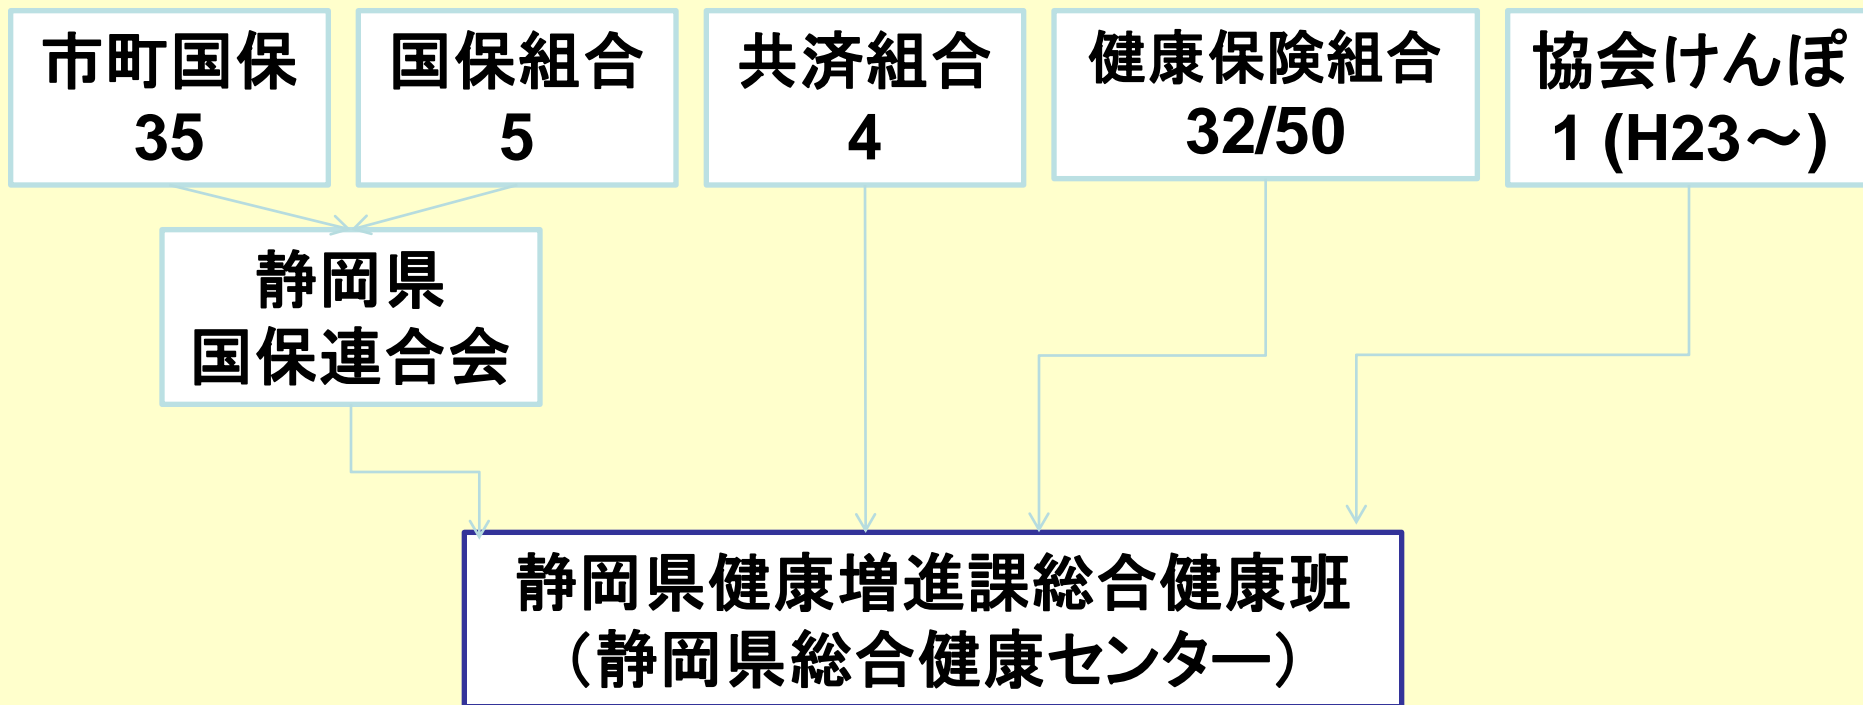 市町国保
35
国保組合
5
共済組合
4
健康保険組合
32/50
協会けんぽ
1 (H23～)
静岡県
国保連合会
静岡県健康増進課総合健康班
（静岡県総合健康センター）